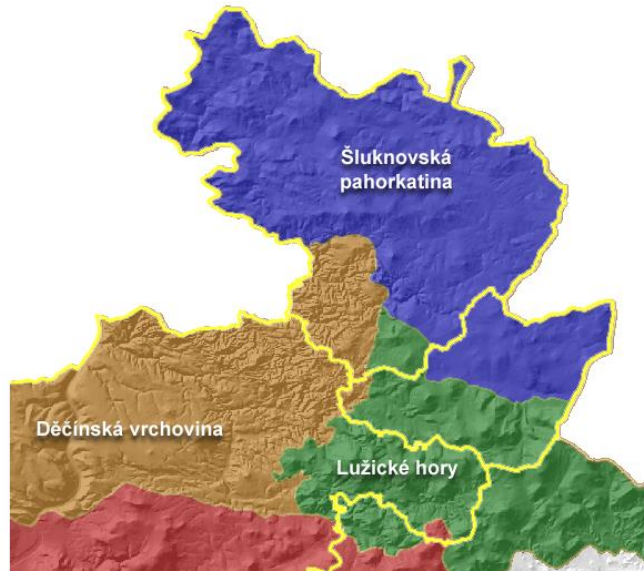 Šluknovská
pahorkatina
Děčínská vrchovina
Lužické hory